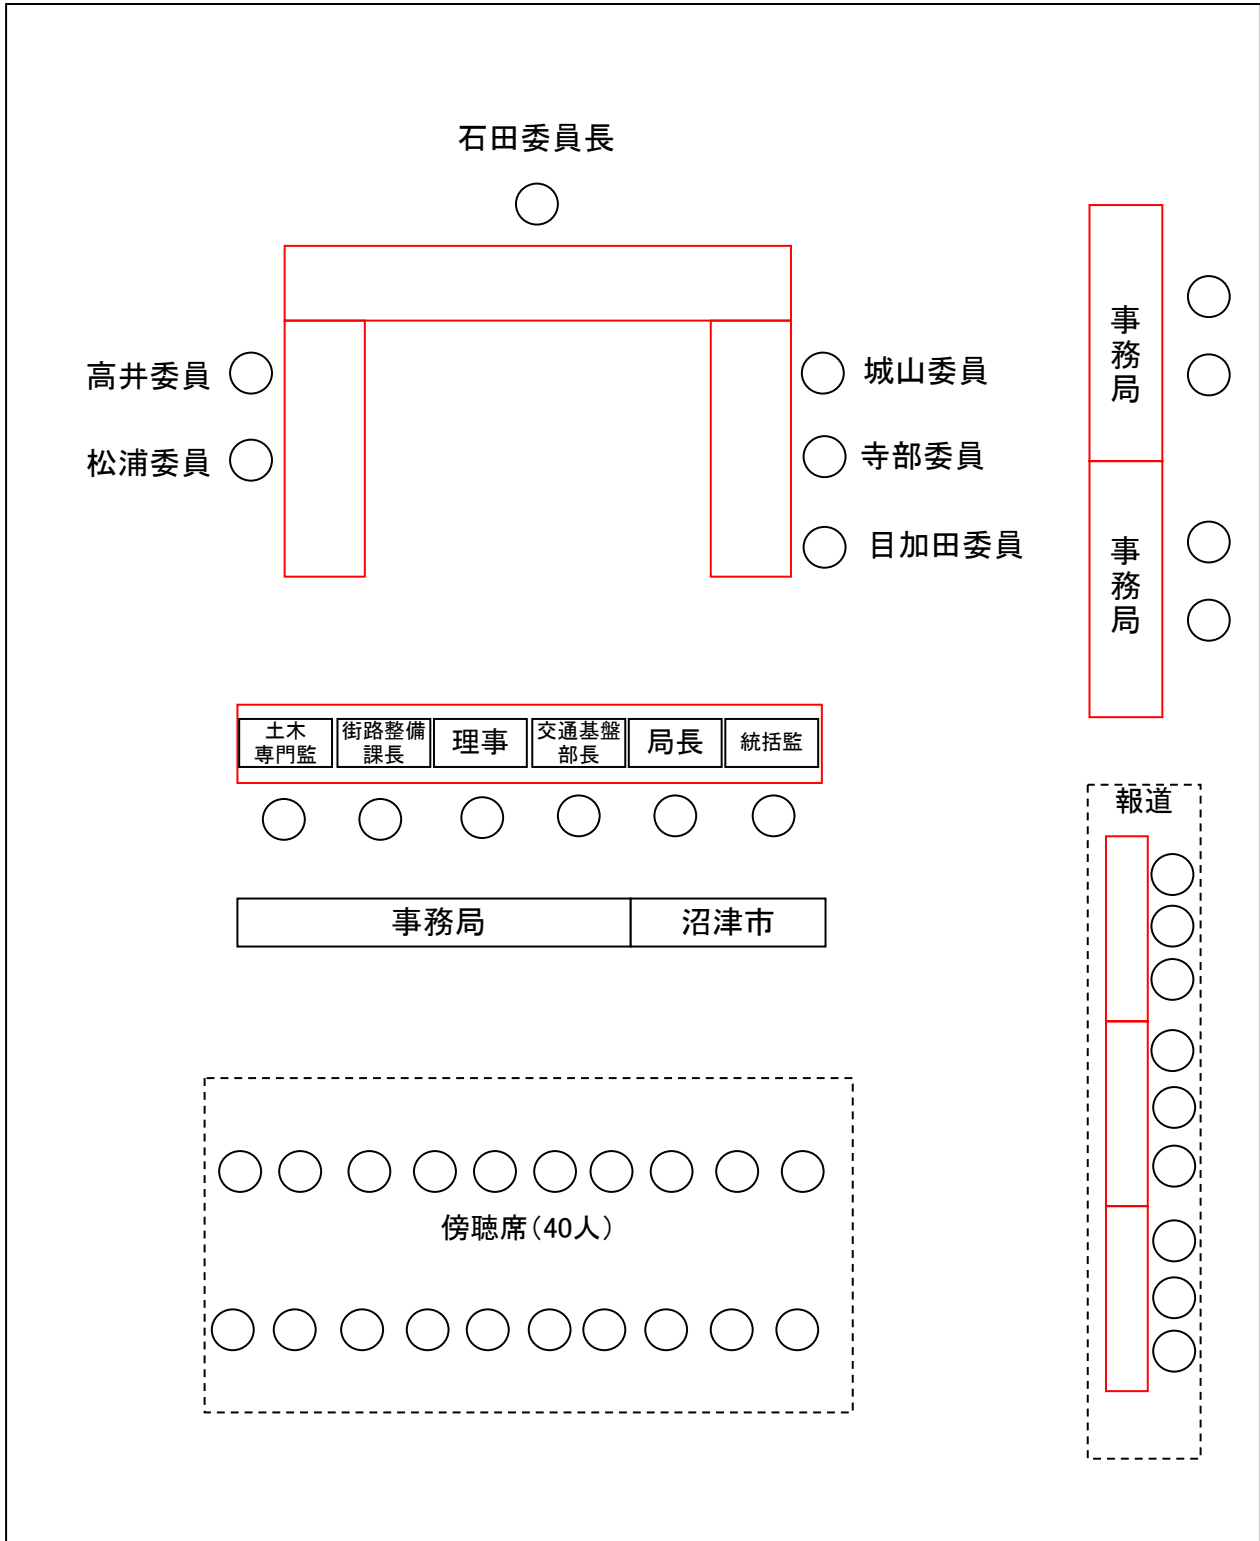 石田委員長
高井委員
城山委員
松浦委員
寺部委員
目加田委員
事務局
事務局
土木
専門監
街路整備
課長
理事
交通基盤
部長
局長
統括監
報道
事務局
沼津市
傍聴席（40人）